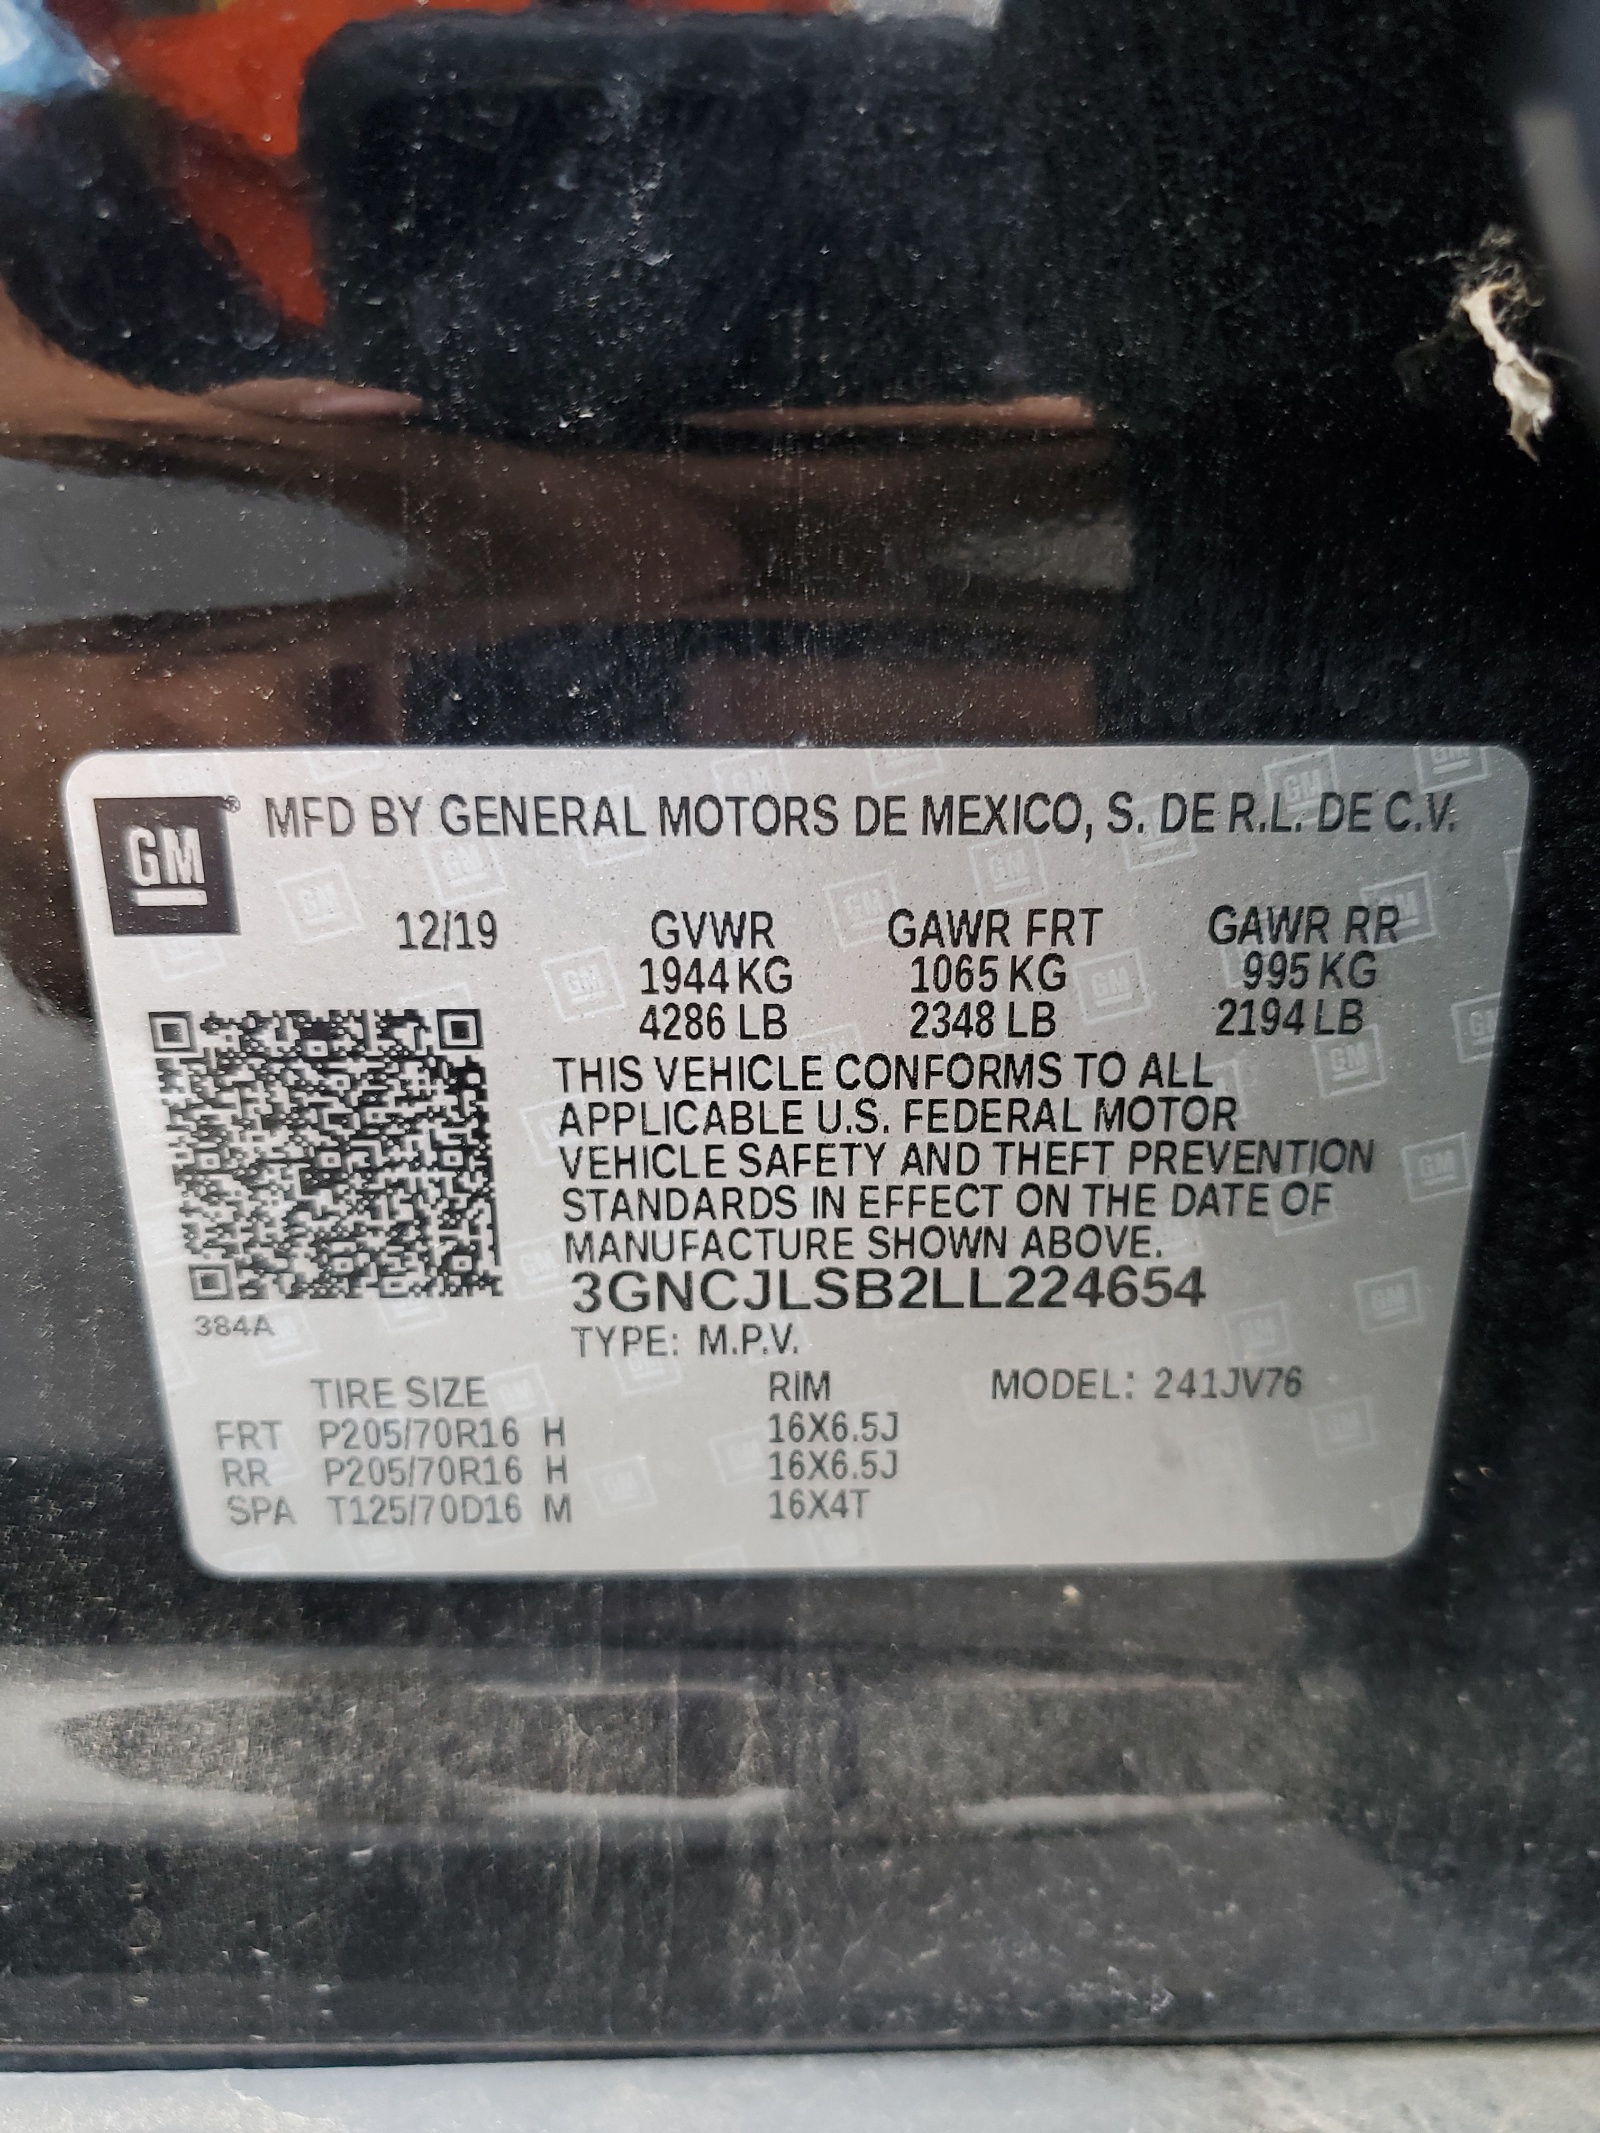 GM® MFD BY GENERAL MOTORS DE MEXICO, S. DE R.L. DE C.V.
12/19 GVWR GAWR FRT GAWR RR
1944 KG 1065 KG 995 KG
4286 LB 2348 LB 2194 LB
THIS VEHICLE CONFORMS TO ALL
APPLICABLE U.S. FEDERAL MOTOR
VEHICLE SAFETY AND THEFT PREVENTION
STANDARDS IN EFFECT ON THE DATE OF
MANUFACTURE SHOWN ABOVE.
3GNCJLSB2LL224654
384A
TYPE: M.P.V.
TIRE SIZE RIM MODEL: 241JV76
FRT P205/70R16 H 16X6.5J
RR P205/70R16 H 16X6.5J
SPA T125/70D16 M 16X4T